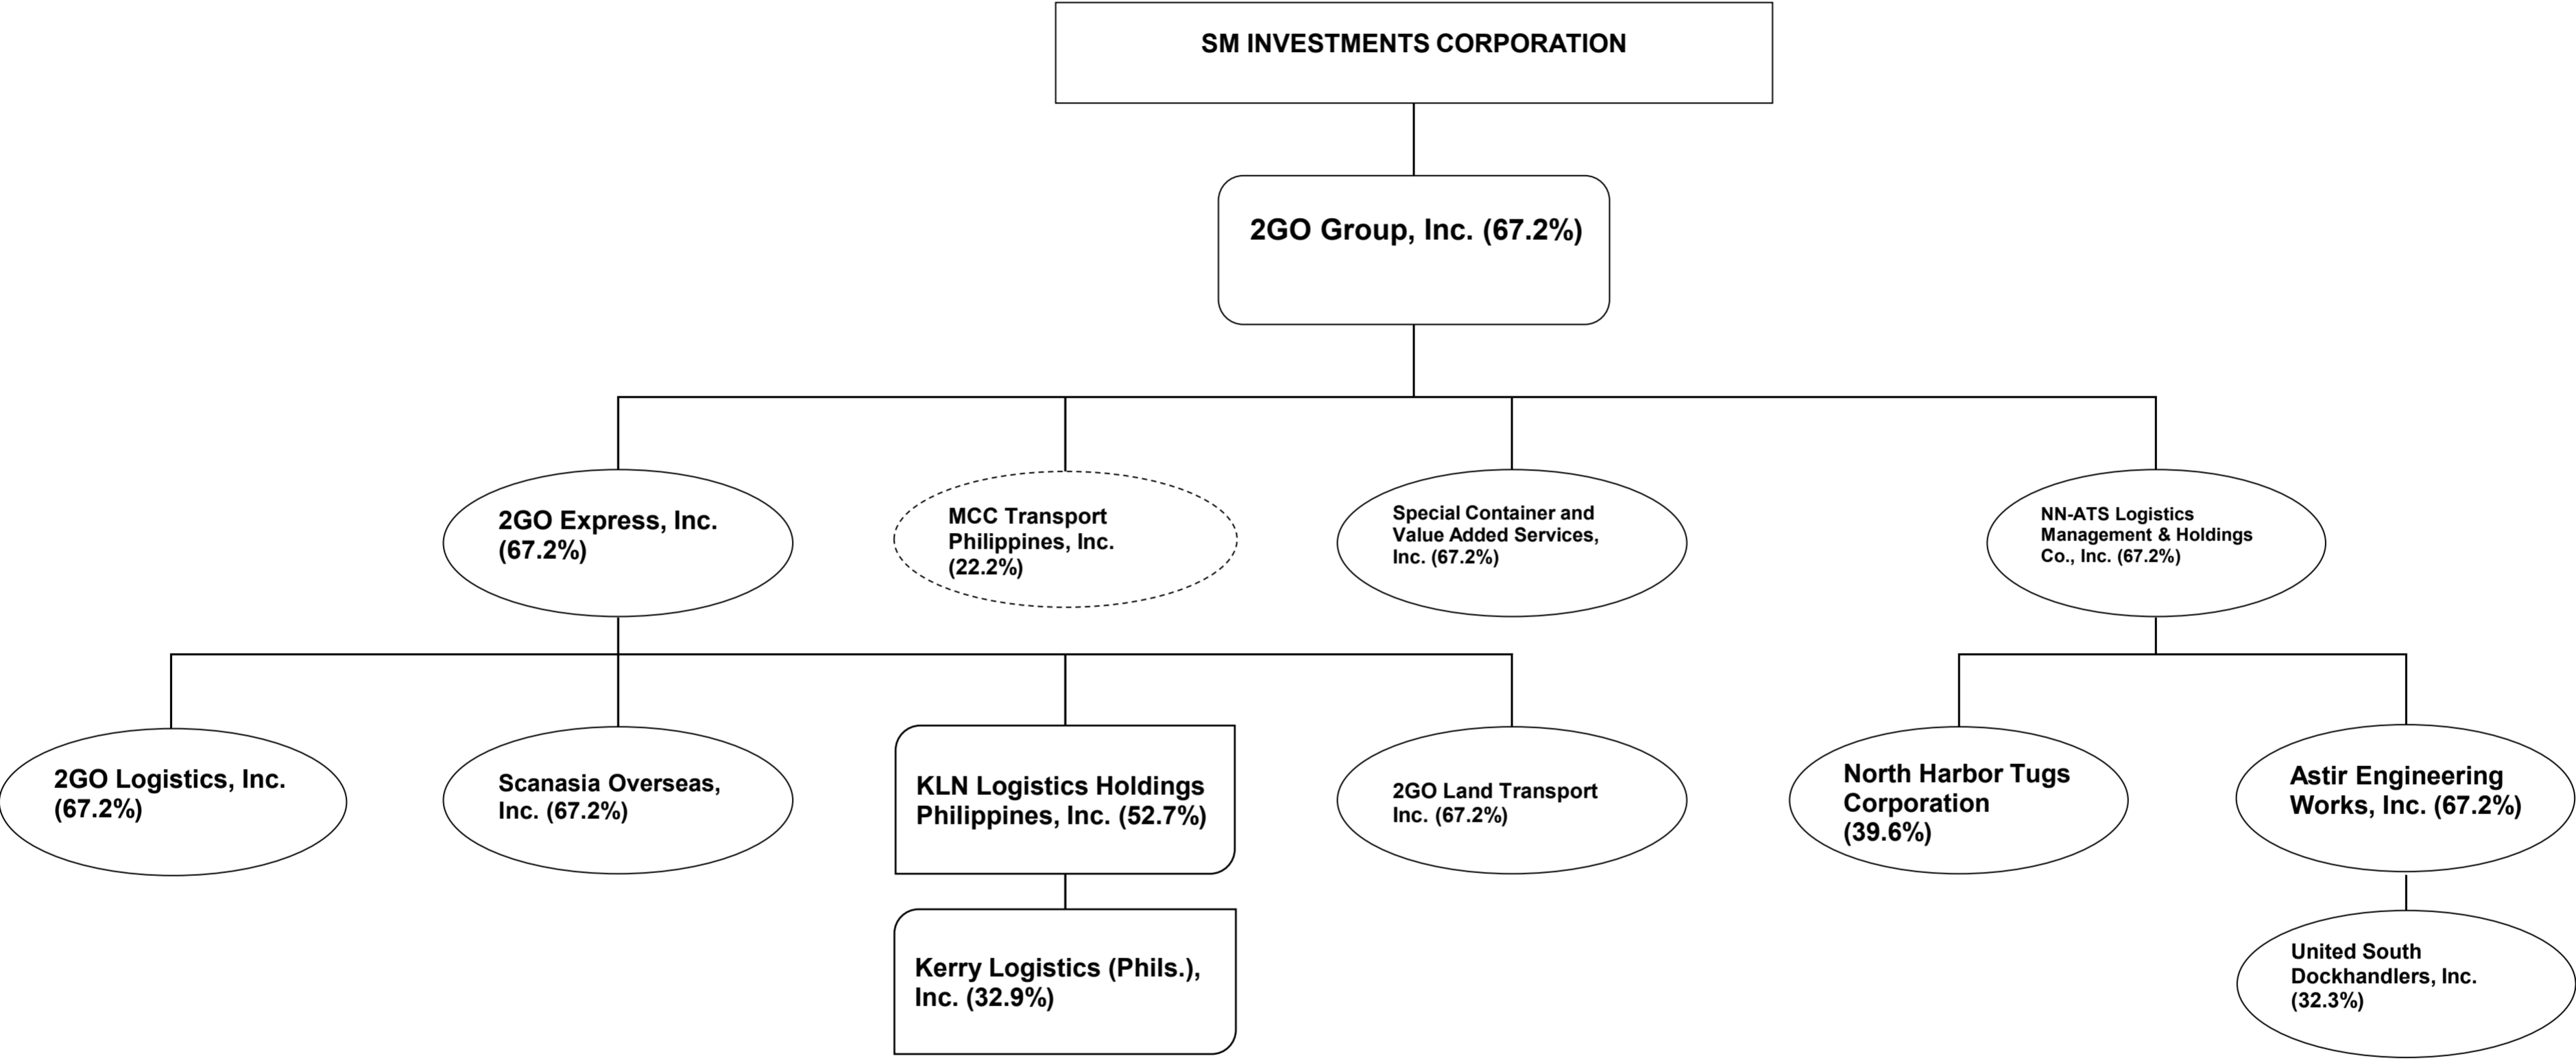 SM INVESTMENTS CORPORATION
2GO Group, Inc. (67.2%)
2GO Express, Inc.
(67.2%)
MCC Transport
Philippines, Inc.
(22.2%)
Special Container and
Value Added Services,
Inc. (67.2%)
NN-ATS Logistics
Management & Holdings
Co., Inc. (67.2%)
2GO Logistics, Inc.
(67.2%)
Scanasia Overseas,
Inc. (67.2%)
KLN Logistics Holdings
Philippines, Inc. (52.7%)
2GO Land Transport
Inc. (67.2%)
North Harbor Tugs
Corporation
(39.6%)
Astir Engineering
Works, Inc. (67.2%)
Kerry Logistics (Phils.),
Inc. (32.9%)
United South
Dockhandlers, Inc.
(32.3%)